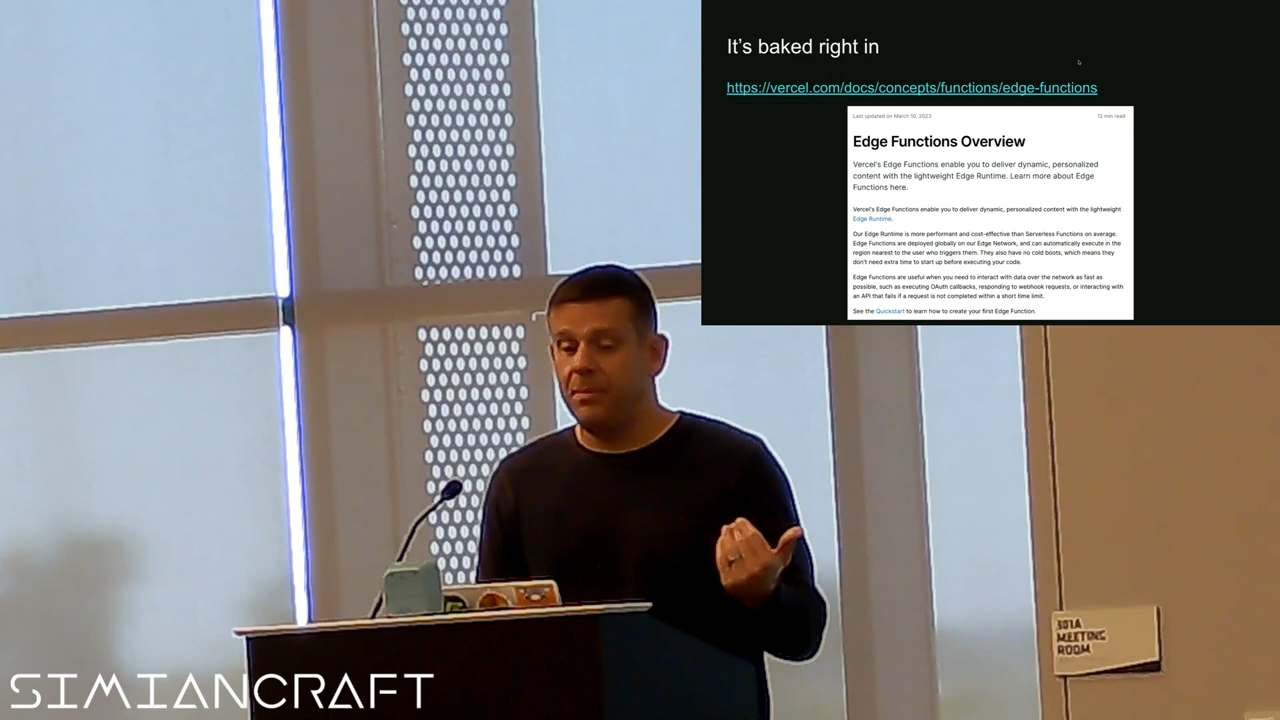 It's baked right in
https://vercel.com/docs/concepts/functions/edge-functions
Last updated on March 10, 2023
12 min read
Edge Functions Overview
Vercel's Edge Functions enable you to deliver dynamic, personalized
content with the lightweight Edge Runtime. Learn more about Edge
Functions here.
Vercel's Edge Functions enable you to deliver dynamic, personalized content with the lightweight
Edge Runtime.
Our Edge Runtime is more performant and cost-effective than Serverless Functions on average.
Edge Functions are deployed globally on our Edge Network, and can automatically execute in the
region nearest to the user who triggers them. They also have no cold boots, which means they
don't need extra time to start up before executing your code.
Edge Functions are useful when you need to interact with data over the network as fast as
possible, such as executing OAuth callbacks, responding to webhook requests, or interacting with
an API that fails if a request is not completed within a short time limit.
See the Quickstart to learn how to create your first Edge Function.
301A
MEETING
ROOM
SIMIANCRAFT